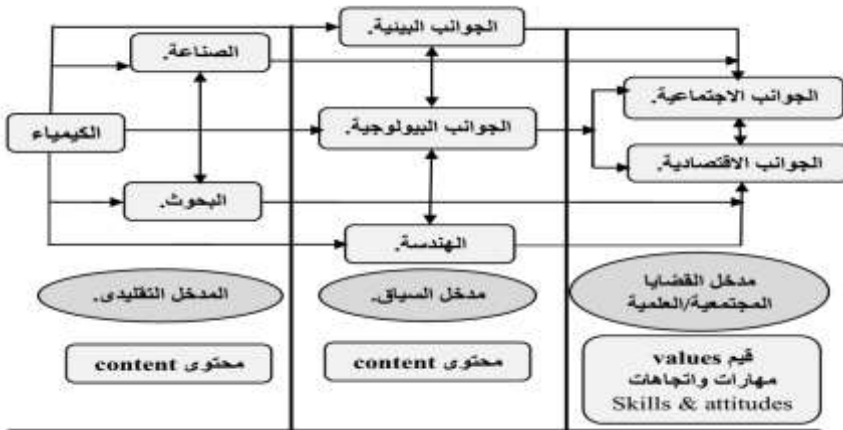 الجوانب البيئية.
الصناعة.
الجوانب الاجتماعية.
الكيمياء
الجوانب البيولوجية.
الجوانب الاقتصادية.
البحوث.
الهندسة.
المدخل التقليدى.
مدخل السياق.
مدخل القضايا
المجتمعية/العلمية
محتوى content
محتوى content
قيم values
مهارات واتجاهات
Skills & attitudes